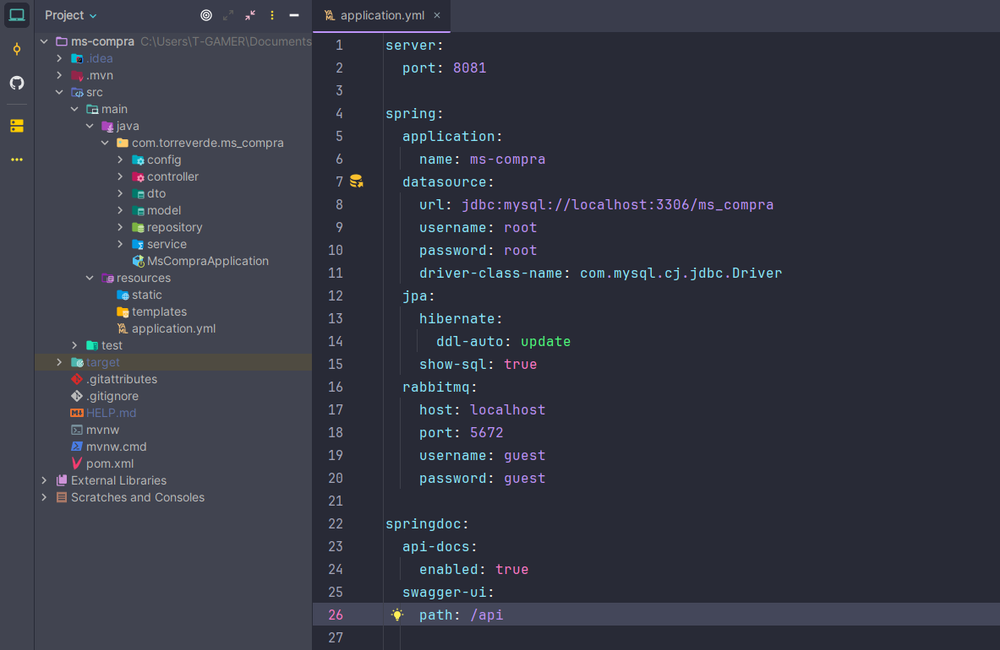 Project
ms-compra C:\Users\T-GAMER\Documents
.idea
.mvn
src
main
java
com.torreverde.ms_compra
config
controller
dto
model
repository
service
MsCompraApplication
resources
static
templates
application.yml
test
target
.gitattributes
.gitignore
HELP.md
mvnw
mvnw.cmd
pom.xml
External Libraries
Scratches and Consoles
application.yml ×
1 server:
2   port: 8081
3
4 spring:
5   application:
6     name: ms-compra
7   datasource:
8     url: jdbc:mysql://localhost:3306/ms_compra
9     username: root
10     password: root
11     driver-class-name: com.mysql.cj.jdbc.Driver
12   jpa:
13     hibernate:
14       ddl-auto: update
15     show-sql: true
16   rabbitmq:
17     host: localhost
18     port: 5672
19     username: guest
20     password: guest
21
22 springdoc:
23   api-docs:
24     enabled: true
25   swagger-ui:
26     path: /api
27